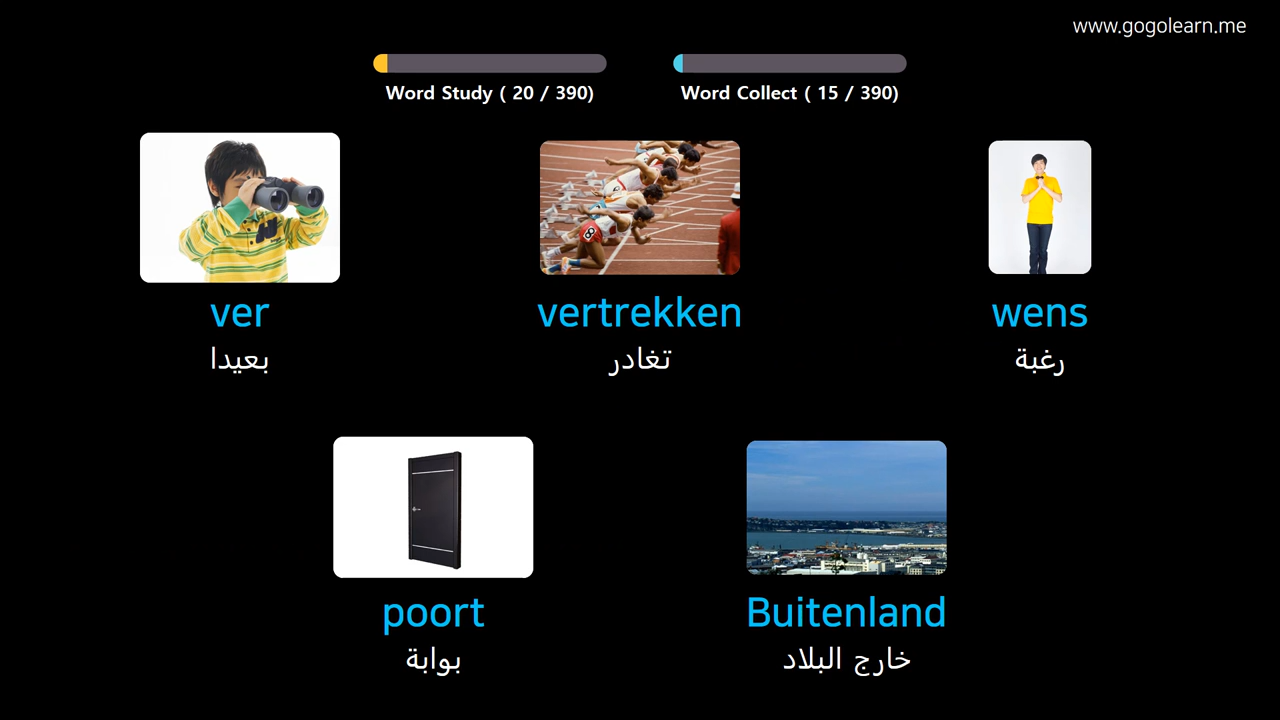 www.gogolearn.me
Word Study ( 20 / 390)
Word Collect ( 15 / 390)
ver
بعيدا
vertrekken
تغادر
wens
رغبة
poort
بوابة
Buitenland
خارج البلاد